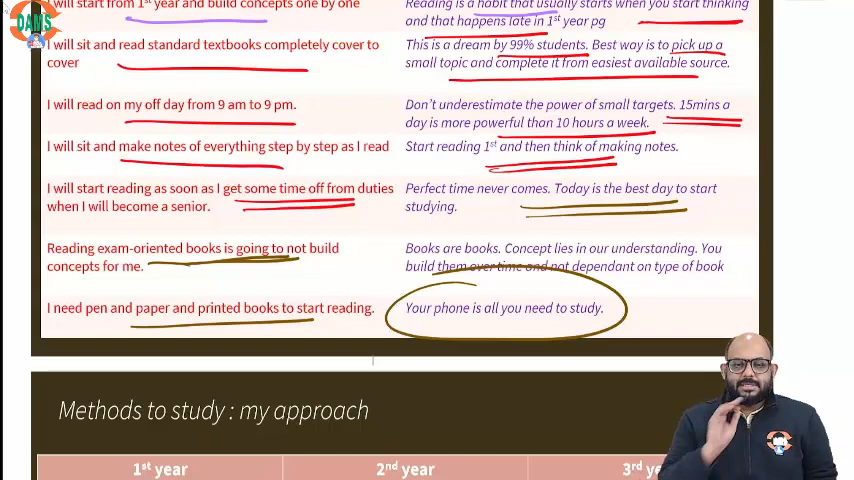 DAMS
I will start from 1st year and build concepts one by one
Reading is a habit that usually starts when you start thinking
and that happens late in 1st year pg
I will sit and read standard textbooks completely cover to
cover
This is a dream by 99% students. Best way is to pick up a
small topic and complete it from easiest available source.
I will read on my off day from 9 am to 9 pm.
Don't underestimate the power of small targets. 15mins a
day is more powerful than 10 hours a week.
I will sit and make notes of everything step by step as I read
Start reading 1st and then think of making notes.
I will start reading as soon as I get some time off from duties
when I will become a senior.
Perfect time never comes. Today is the best day to start
studying.
Reading exam-oriented books is going to not build
concepts for me.
Books are books. Concept lies in our understanding. You
build them over time and not dependant on type of book
I need pen and paper and printed books to start reading.
Your phone is all you need to study.
Methods to study : my approach
1st year
2nd year
3rd ye